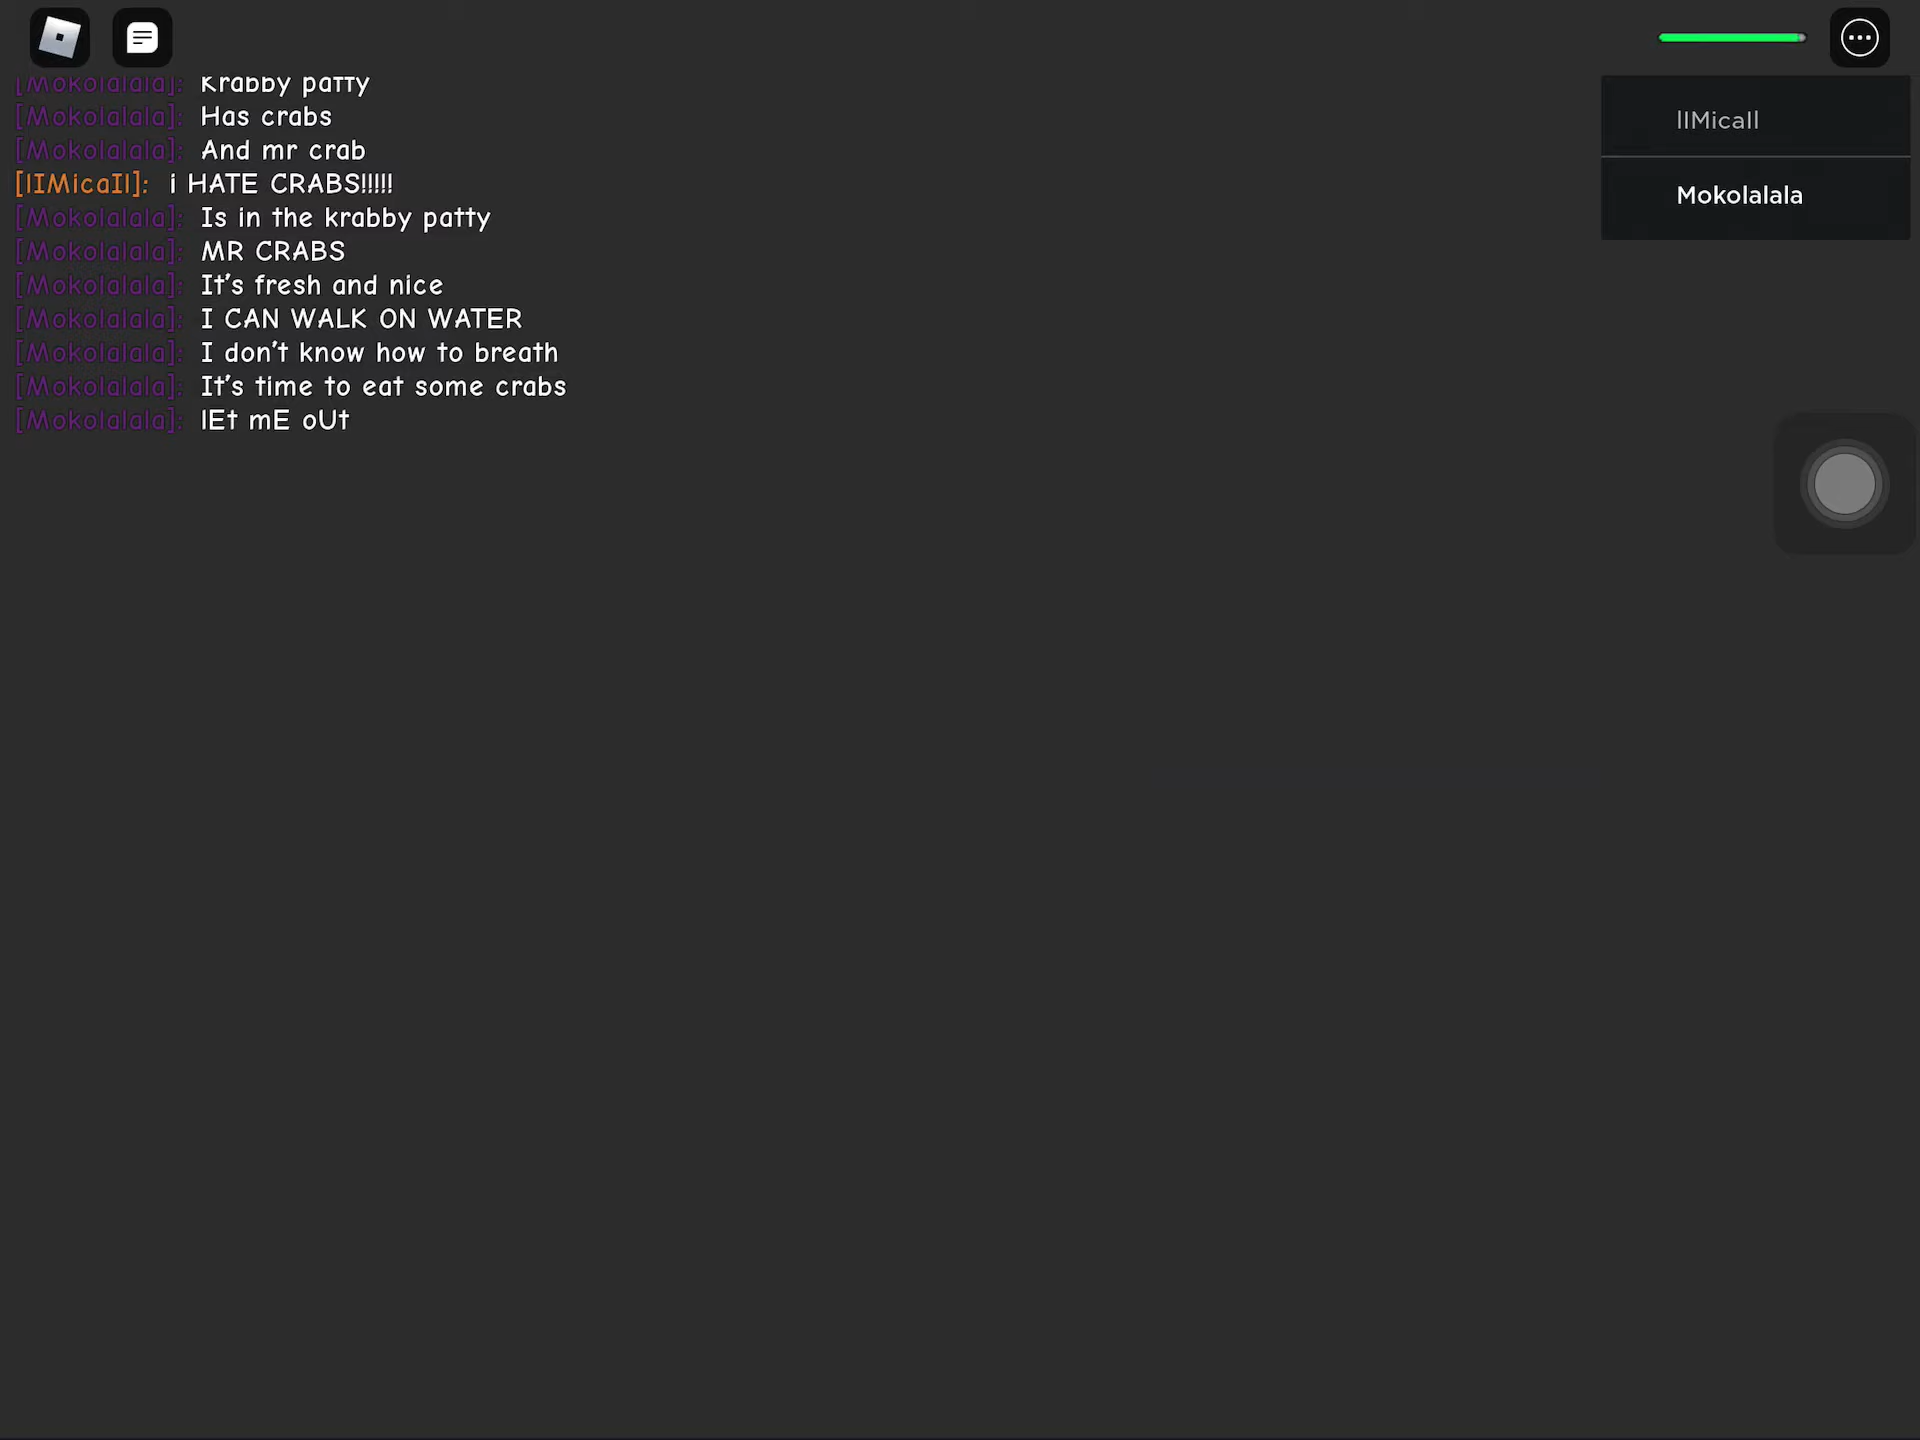 [Mokolalala]: Krabby patty
[Mokolalala]: Has crabs
[Mokolalala]: And mr crab
[lIMicaIl]: i HATE CRABS!!!!!
[Mokolalala]: Is in the krabby patty
[Mokolalala]: MR CRABS
[Mokolalala]: It's fresh and nice
[Mokolalala]: I CAN WALK ON WATER
[Mokolalala]: I don't know how to breath
[Mokolalala]: It's time to eat some crabs
[Mokolalala]: lEt mE oUt
lIMicaIl
Mokolalala